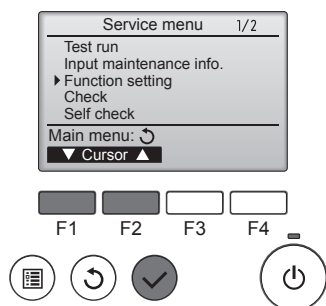 Service menu 1/2
Test run
Input maintenance info.
Function setting
Check
Self check
Main menu:
Cursor
F1 F2 F3 F4